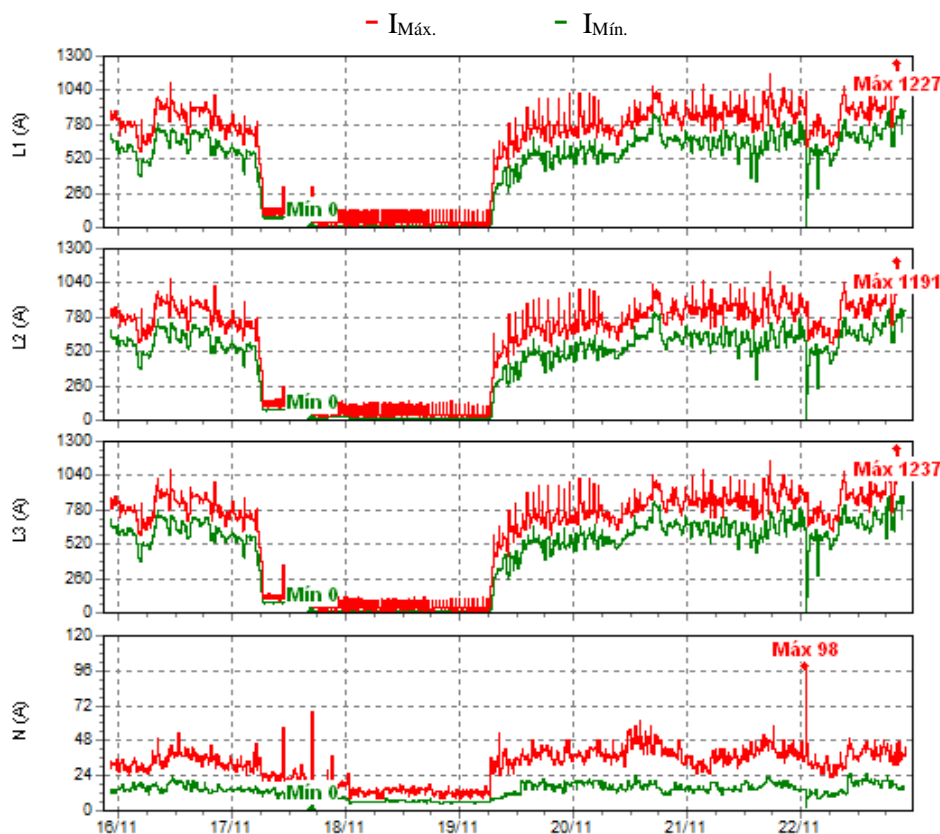 I Máx. I Mín.
1300
1040
780
520
260
0
L1 (A)
Máx 1227
Mín 0
1300
1040
780
520
260
0
L2 (A)
Máx 1191
Mín 0
1300
1040
780
520
260
0
L3 (A)
Máx 1237
Mín 0
120
96
72
48
24
0
N (A)
Máx 98
Mín 0
16/11 17/11 18/11 19/11 20/11 21/11 22/11